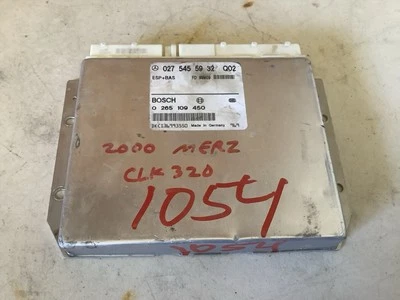 027 545 59 32 Q02
ESP+BAS
BOSCH
0 265 109 450
Made in Germany
2000 MERZ
CLK 320
1054
1054